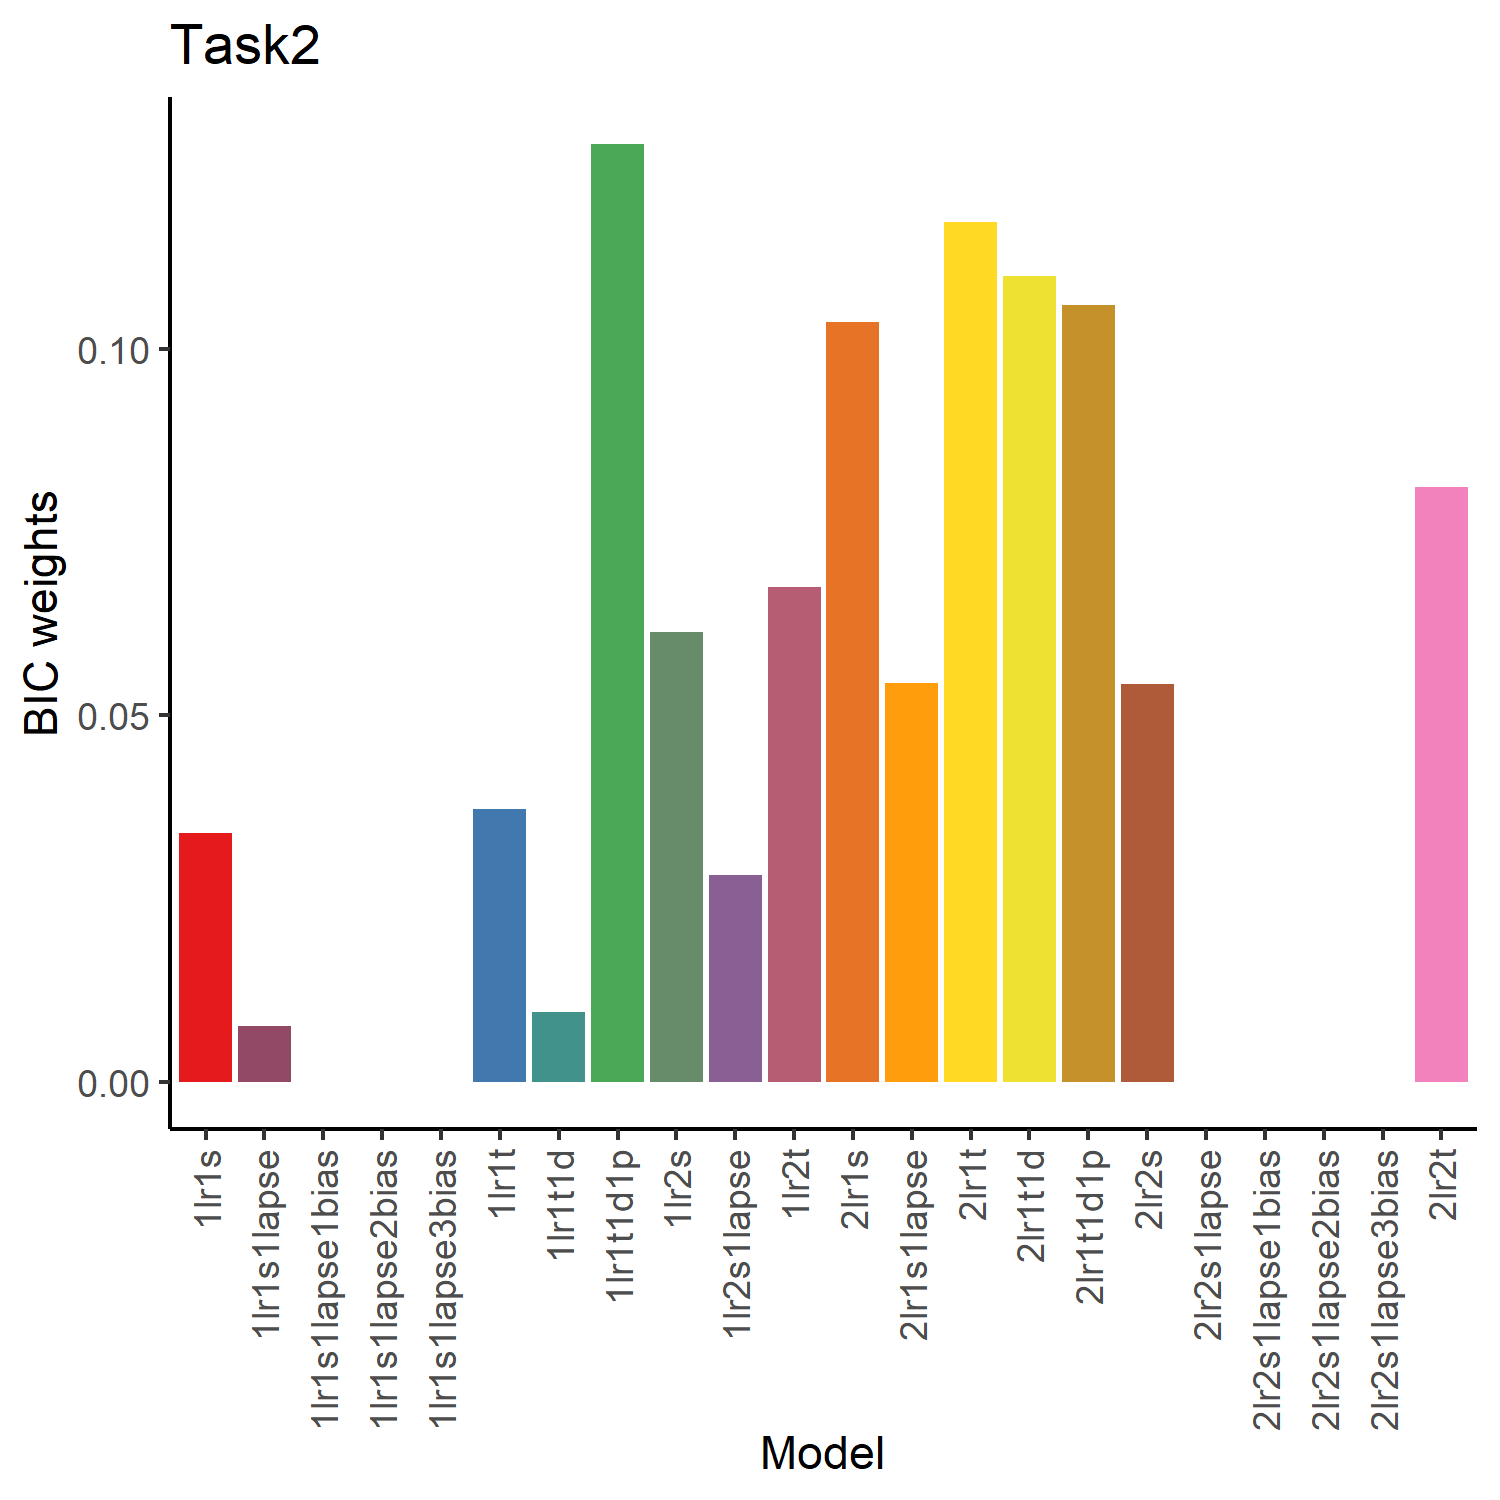 Task2
BIC weights
0.10
0.05
0.00
1lr1s
1lr1s1lapse
1lr1s1lapse1bias
1lr1s1lapse2bias
1lr1s1lapse3bias
1lr1t
1lr1t1d
1lr1t1d1p
1lr2s
1lr2s1lapse
1lr2t
2lr1s
2lr1s1lapse
2lr1t
2lr1t1d
2lr1t1d1p
2lr2s
2lr2s1lapse
2lr2s1lapse1bias
2lr2s1lapse2bias
2lr2s1lapse3bias
2lr2t
Model